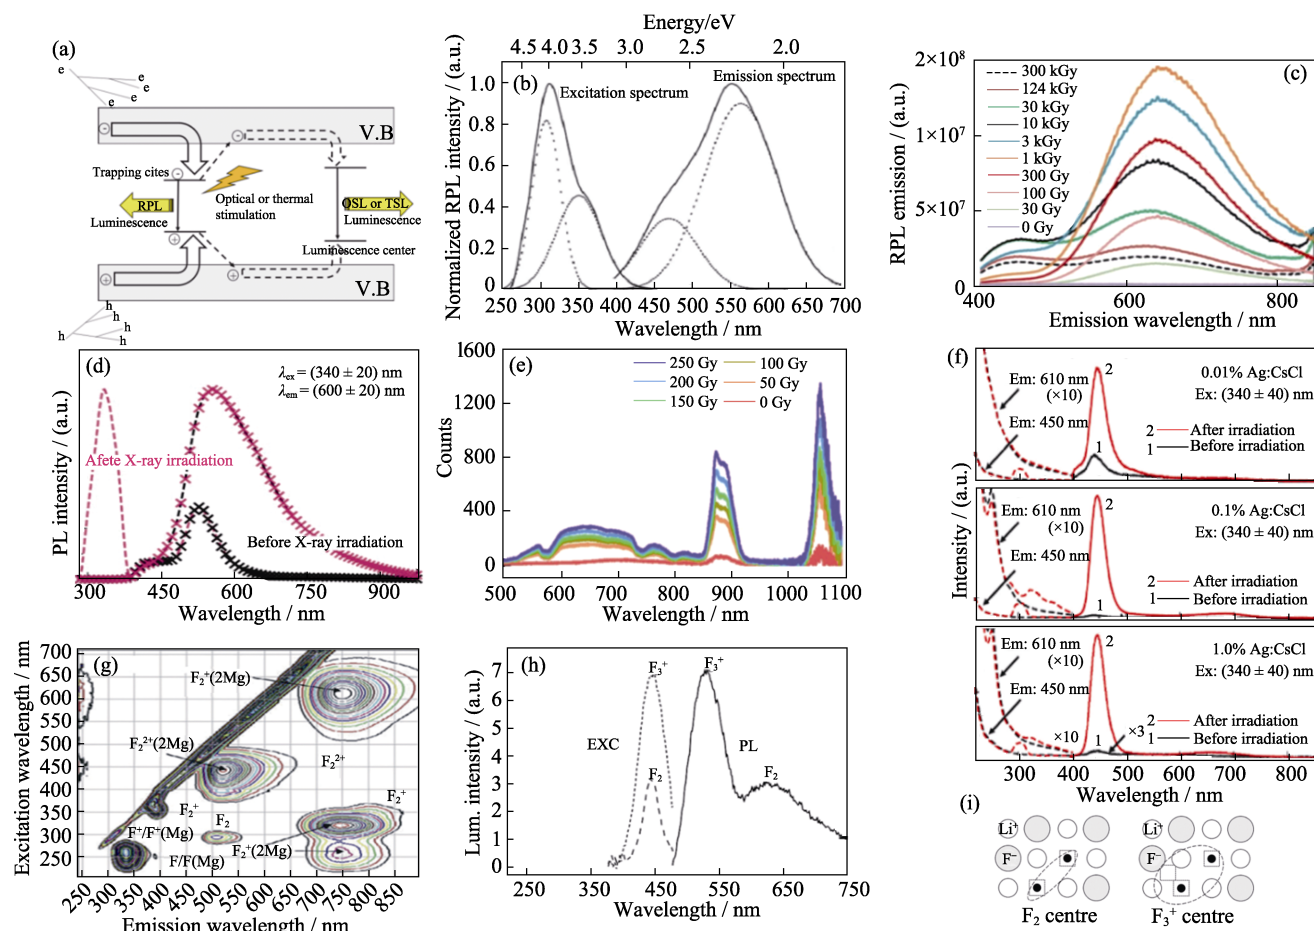 (a)
e
e
e
e
V.B
Trapping cites
RPL
Luminescence
Optical or thermal
stimulation
OSL or TSL
Luminescence
Luminescence center
V.B
h
h
h
h
Energy/eV
4.5 4.0 3.5 3.0 2.5 2.0
(b)
Emission spectrum
Excitation spectrum
Normalized RPL intensity / (a.u.)
1.0
0.8
0.6
0.4
0.2
0
250 300 350 400 450 500 550 600 700
Wavelength / nm
(c)
RPL emission / (a.u.)
2×10⁸
1×10⁷
5×10⁷
0
300 kGy
124 kGy
30 kGy
10 kGy
3 kGy
1 kGy
300 Gy
100 Gy
30 Gy
0 Gy
400 600 800
Emission wavelength / nm
(d)
λex = (340 ± 20) nm
λem = (600 ± 20) nm
Afete X-ray irradiation
Before X-ray irradiation
PL intensity / (a.u.)
300 450 600 750 900
Wavelength / nm
(e)
Counts
1600
1200
800
400
0
250 Gy 100 Gy
200 Gy 50 Gy
150 Gy 0 Gy
500 600 700 800 900 1000 1100
Wavelength / nm
(f)
Intensity / (a.u.)
Em: 610 nm
(×10)
Em: 450 nm
2
1
0.01% Ag:CsCl
Ex: (340 ± 40) nm
2 After irradiation
1 Before irradiation
Em: 610 nm
(×10)
Em: 450 nm
2
1
0.1% Ag:CsCl
Ex: (340 ± 40) nm
2 After irradiation
1 Before irradiation
Em: 610 nm
(×10)
Em: 450 nm
×10
2
1
×3
1.0% Ag:CsCl
Ex: (340 ± 40) nm
2 After irradiation
1 Before irradiation
300 400 500 600 700 800
Wavelength / nm
(g)
Excitation wavelength / nm
700
650
600
550
500
450
400
350
300
250
F₂⁺(2Mg)
F₂²⁺(2Mg)
F₂²⁺
F₂⁺
F₂
F₂⁺
F⁺/F⁺(Mg)
F/F(Mg)
F₂⁺(2Mg)
250 300 350 400 450 500 550 600 650 700 750 800 850
Emission wavelength / nm
(h)
Lum. intensity / (a.u.)
7
6
5
4
3
2
1
0
F₃⁺
F₃⁺
EXC
PL
F₂
F₂
250 350 450 550 650 750
Wavelength / nm
(i)
Li⁺
F⁻
F₂ centre
Li⁺
F⁻
F₃⁺ centre